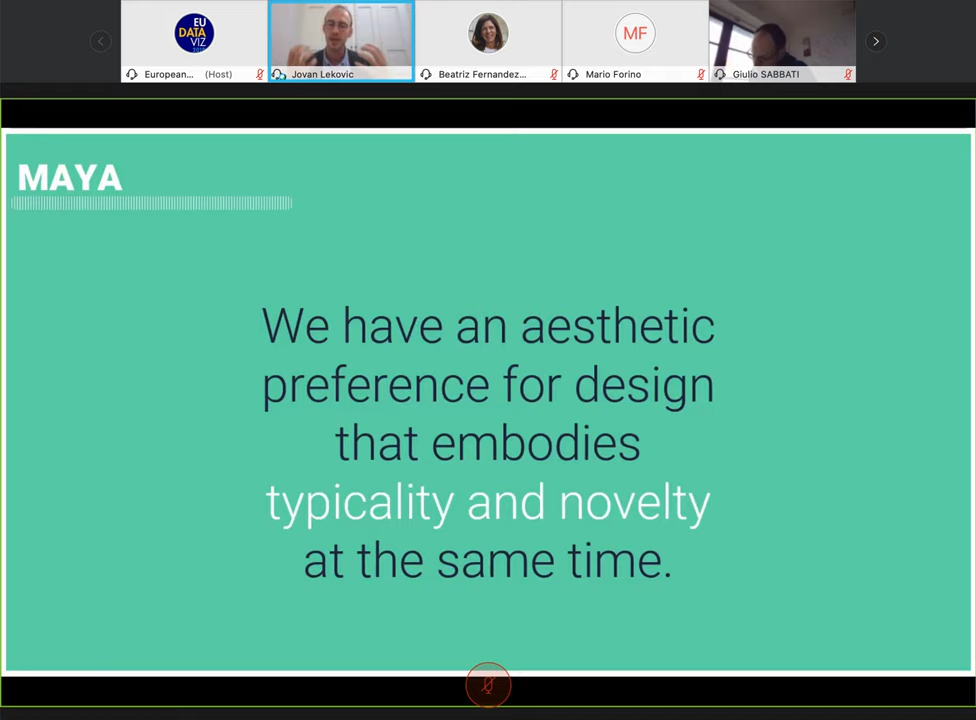 EU
DATA
VIZ
European... (Host)
Jovan Lekovic
Beatriz Fernandez...
MF
Mario Forino
Giulio SABBATI
MAYA
We have an aesthetic
preference for design
that embodies
typicality and novelty
at the same time.